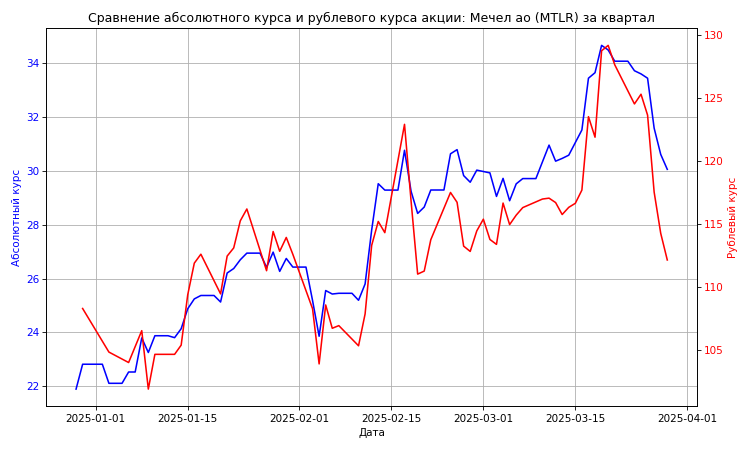 Сравнение абсолютного курса и рублевого курса акции: Мечел ао (MTLR) за квартал
Абсолютный курс
34
32
30
28
26
24
22
130
125
120
115
110
105
Рублевый курс
2025-01-01 2025-01-15 2025-02-01 2025-02-15 2025-03-01 2025-03-15 2025-04-01
Дата